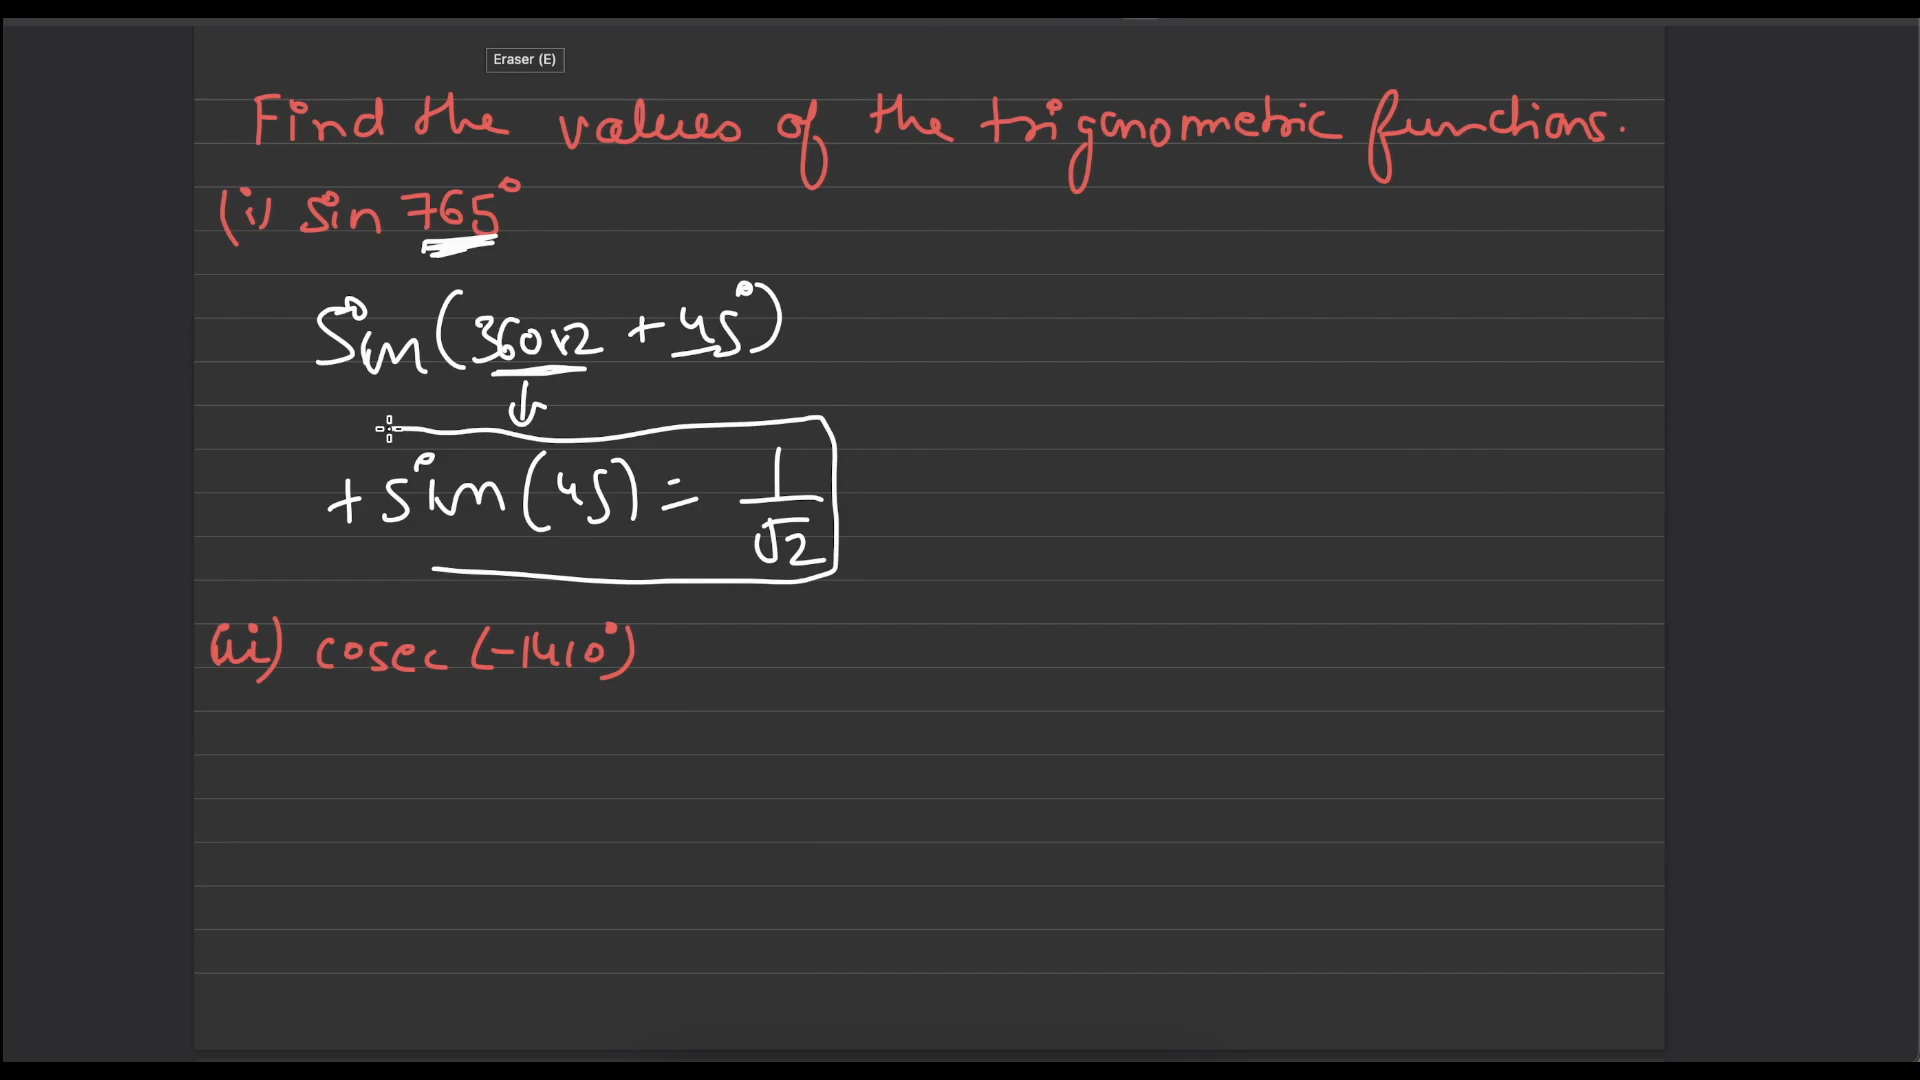 Eraser (E)
Find the values of the trigonometric functions.
(i) sin 765°
Sin(360×2 + 45°)
+ sin(45) = 1/√2
(ii) cosec (-1410°)